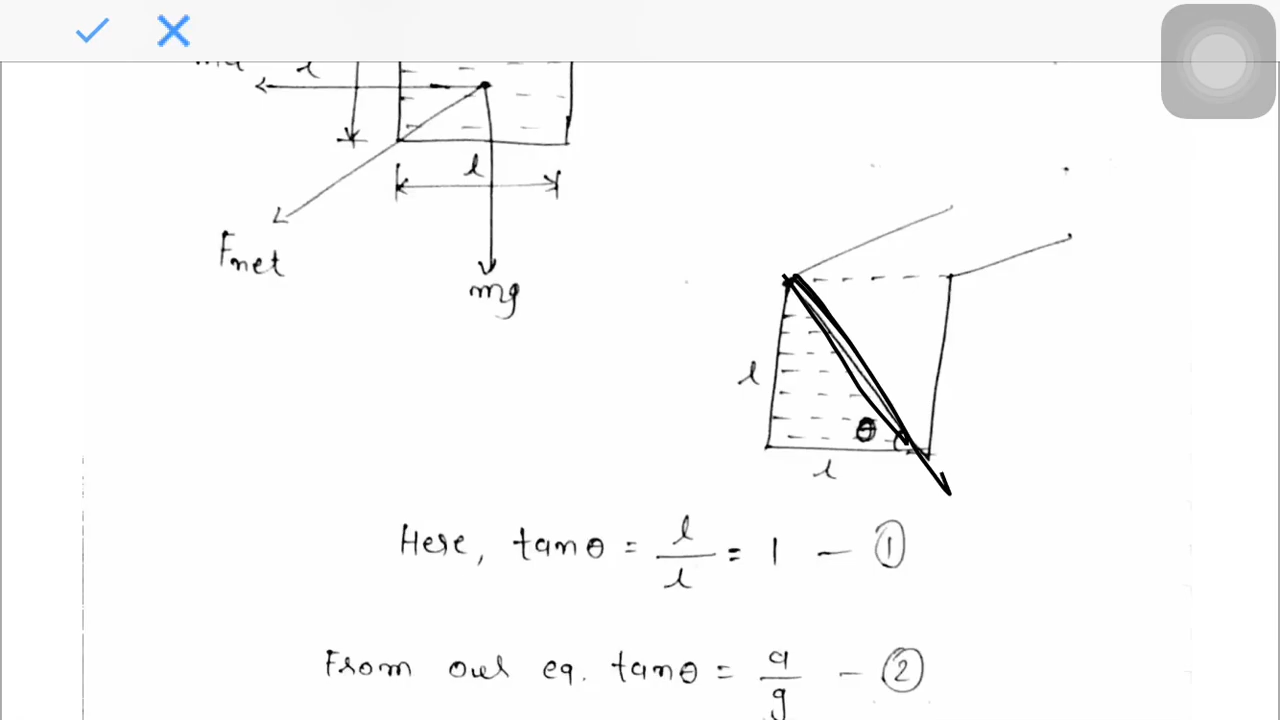 l
l
Fnet
mg
l
θ
l
Here, tanθ = l/l = 1 — ①
From our eq. tanθ = a/g — ②